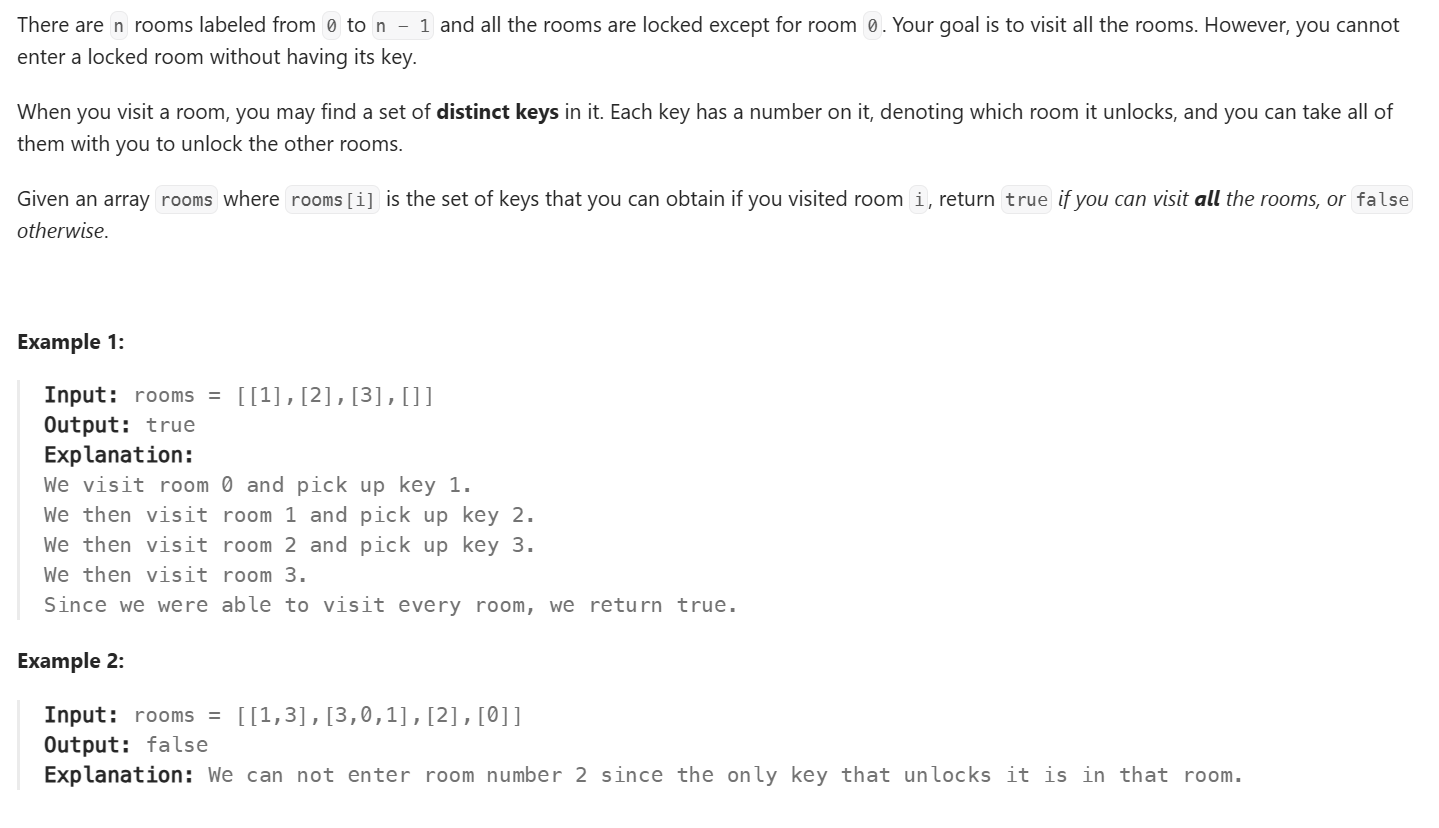 There are n rooms labeled from 0 to n - 1 and all the rooms are locked except for room 0. Your goal is to visit all the rooms. However, you cannot
enter a locked room without having its key.
When you visit a room, you may find a set of distinct keys in it. Each key has a number on it, denoting which room it unlocks, and you can take all of
them with you to unlock the other rooms.
Given an array rooms where rooms[i] is the set of keys that you can obtain if you visited room i, return true if you can visit all the rooms, or false
otherwise.
Example 1:
Input: rooms = [[1],[2],[3],[]]
Output: true
Explanation:
We visit room 0 and pick up key 1.
We then visit room 1 and pick up key 2.
We then visit room 2 and pick up key 3.
We then visit room 3.
Since we were able to visit every room, we return true.
Example 2:
Input: rooms = [[1,3],[3,0,1],[2],[0]]
Output: false
Explanation: We can not enter room number 2 since the only key that unlocks it is in that room.